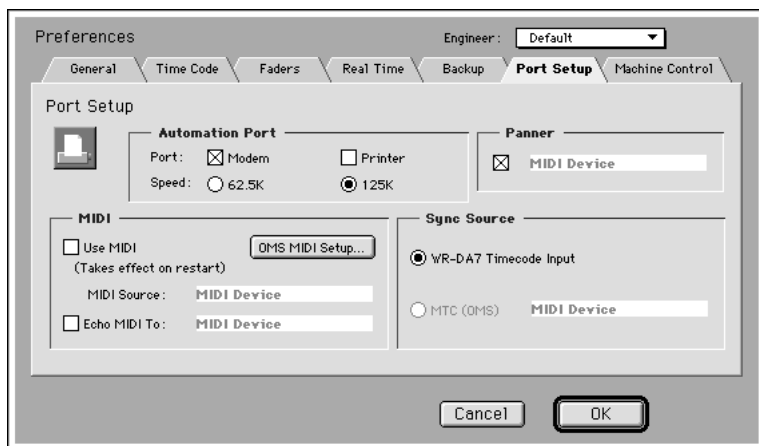 Preferences
Engineer: Default
General Time Code Faders Real Time Backup Port Setup Machine Control
Port Setup
Automation Port
Port: Modem Printer
Speed: 62.5K 125K
Panner
MIDI Device
MIDI
Use MIDI OMS MIDI Setup...
(Takes effect on restart)
MIDI Source: MIDI Device
Echo MIDI To: MIDI Device
Sync Source
WR-DA7 Timecode Input
MTC (OMS) MIDI Device
Cancel OK